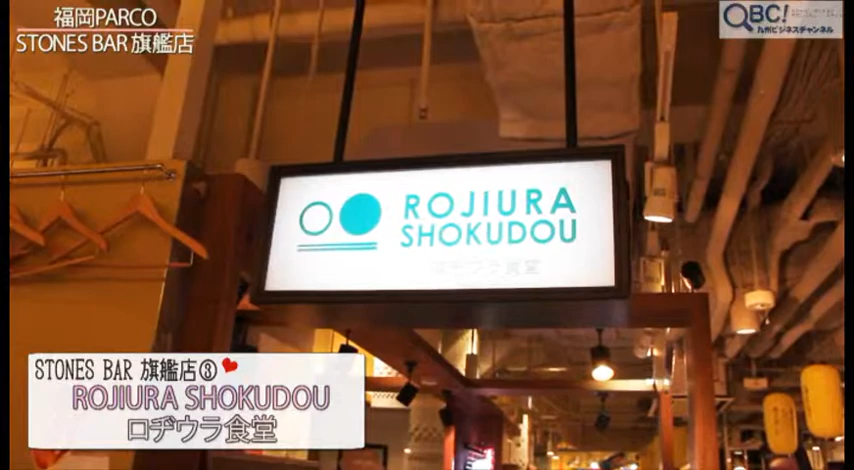 福岡PARCO
STONES BAR 旗艦店
QBC!
九州ビジネスチャンネル
ROJIURA
SHOKUDOU
ロヂウラ食堂
STONES BAR 旗艦店③
ROJIURA SHOKUDOU
ロヂウラ食堂